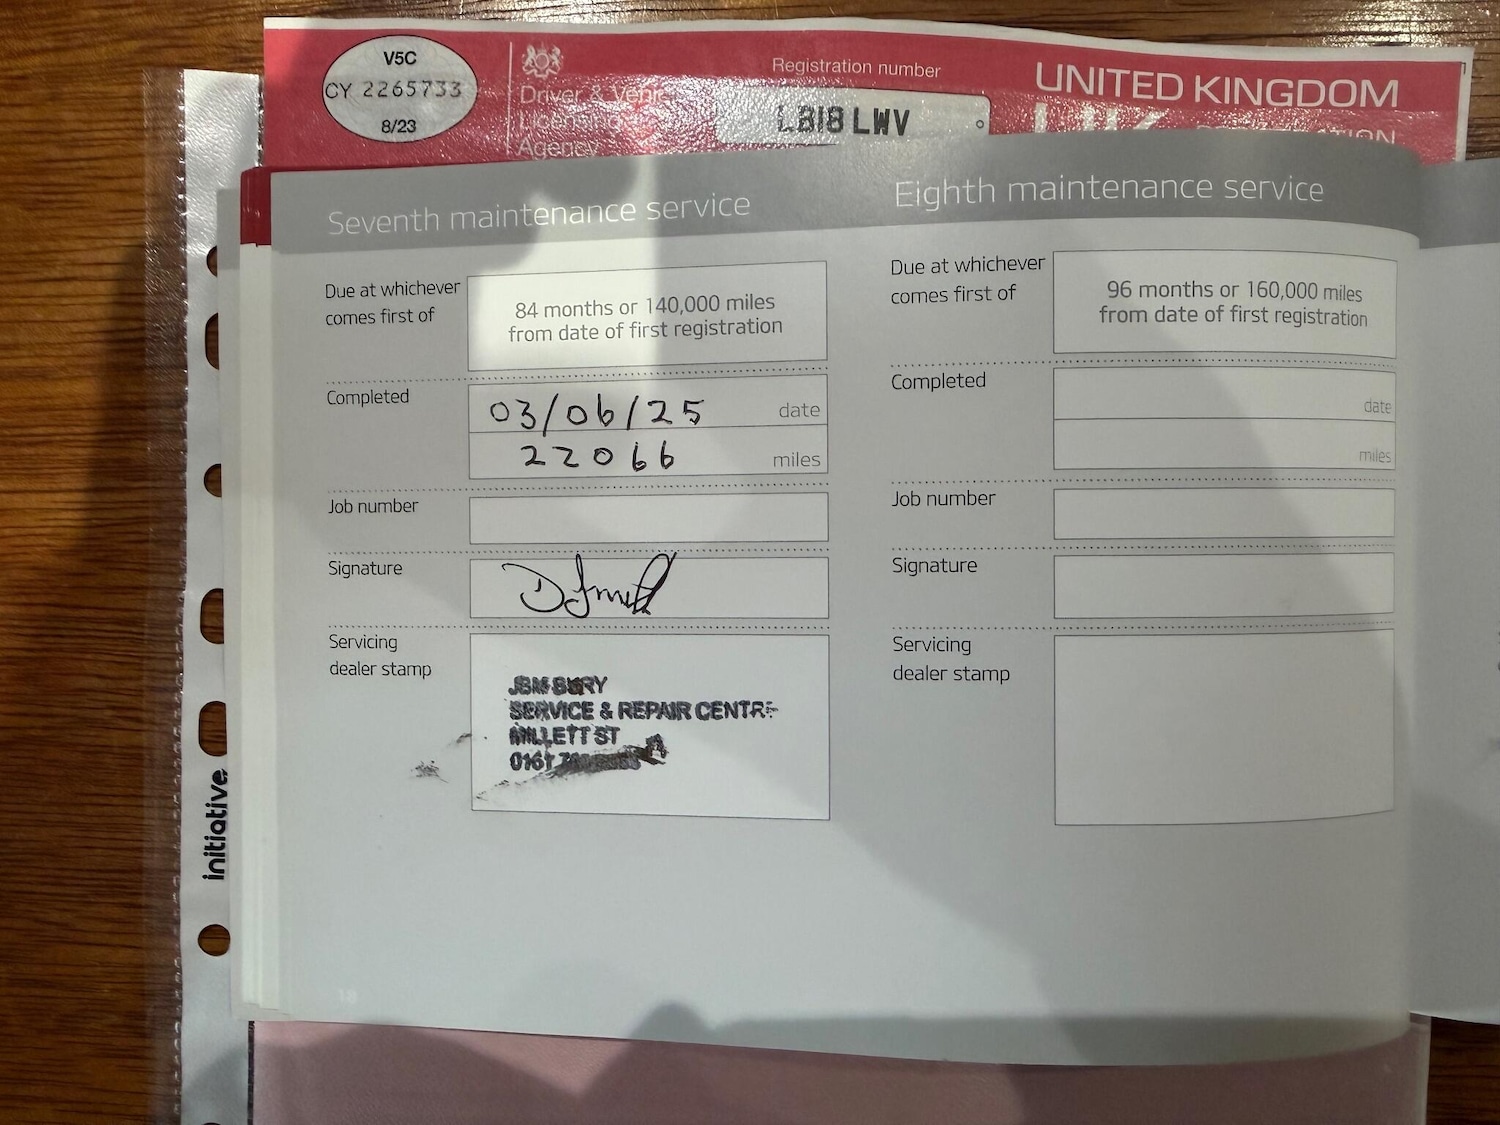 V5C
CY 2265733
8/23
Driver & Vehicle
Licensing
Agency
Registration number
LB18 LWV
UNITED KINGDOM
Seventh maintenance service
Due at whichever
comes first of
84 months or 140,000 miles
from date of first registration
Completed
03/06/25 date
22066 miles
Job number
Signature
Servicing
dealer stamp
JBM BURY
SERVICE & REPAIR CENTRE
MILLETT ST
0161
Eighth maintenance service
Due at whichever
comes first of
96 months or 160,000 miles
from date of first registration
Completed
date
miles
Job number
Signature
Servicing
dealer stamp
18
initiative